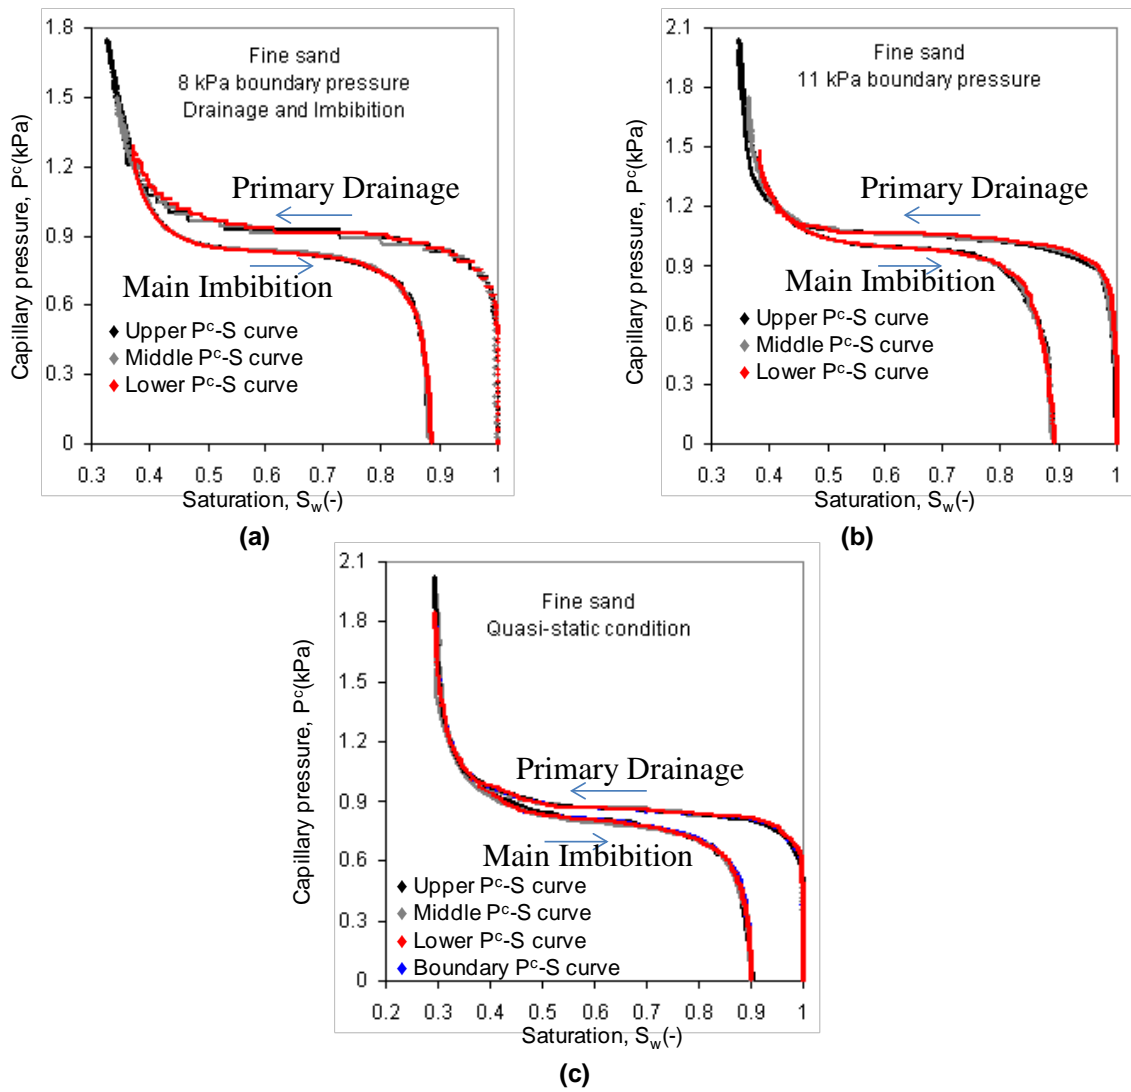 1.8
1.5
1.2
0.9
0.6
0.3
0
Capillary pressure, Pᶜ(kPa)
Fine sand
8 kPa boundary pressure
Drainage and Imbibition
Primary Drainage
Main Imbibition
Upper Pᶜ-S curve
Middle Pᶜ-S curve
Lower Pᶜ-S curve
0.3 0.4 0.5 0.6 0.7 0.8 0.9 1
Saturation, S_w(-)
(a)
2.1
1.8
1.5
1.2
0.9
0.6
0.3
0
Capillary pressure, Pᶜ(kPa)
Fine sand
11 kPa boundary pressure
Primary Drainage
Main Imbibition
Upper Pᶜ-S curve
Middle Pᶜ-S curve
Lower Pᶜ-S curve
0.3 0.4 0.5 0.6 0.7 0.8 0.9 1
Saturation, S_w(-)
(b)
2.1
1.8
1.5
1.2
0.9
0.6
0.3
0
Capillary pressure, Pᶜ(kPa)
Fine sand
Quasi-static condition
Primary Drainage
Main Imbibition
Upper Pᶜ-S curve
Middle Pᶜ-S curve
Lower Pᶜ-S curve
Boundary Pᶜ-S curve
0.2 0.3 0.4 0.5 0.6 0.7 0.8 0.9 1
Saturation, S_w(-)
(c)